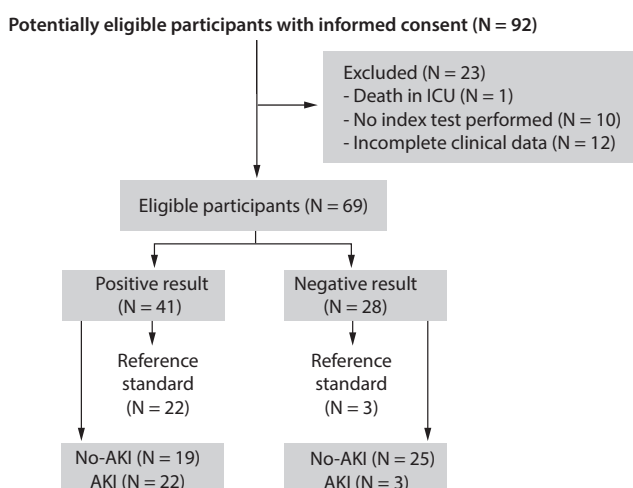 Potentially eligible participants with informed consent (N = 92)
Excluded (N = 23)
- Death in ICU (N = 1)
- No index test performed (N = 10)
- Incomplete clinical data (N = 12)
Eligible participants (N = 69)
Positive result
(N = 41)
Negative result
(N = 28)
Reference
standard
(N = 22)
Reference
standard
(N = 3)
No-AKI (N = 19)
AKI (N = 22)
No-AKI (N = 25)
AKI (N = 3)